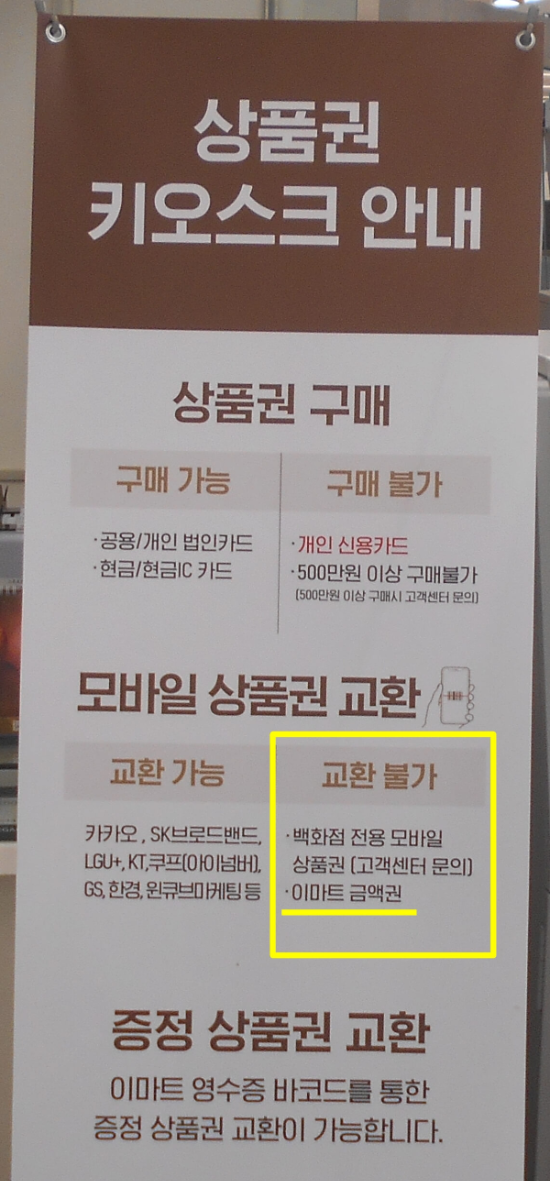 상품권
키오스크 안내
상품권 구매
구매 가능
구매 불가
·공용/개인 법인카드
·현금/현금IC 카드
·개인 신용카드
·500만원 이상 구매불가
(500만원 이상 구매시 고객센터 문의)
모바일 상품권 교환
교환 가능
교환 불가
카카오 , SK브로드밴드,
LGU+, KT,쿠프(아이넘버),
GS, 한경, 윈큐브마케팅 등
·백화점 전용 모바일
상품권 (고객센터 문의)
·이마트 금액권
증정 상품권 교환
이마트 영수증 바코드를 통한
증정 상품권 교환이 가능합니다.